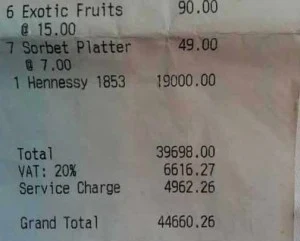 6 Exotic Fruits 90.00
@ 15.00
7 Sorbet Platter 49.00
@ 7.00
1 Hennessy 1853 19000.00
Total 39698.00
VAT: 20% 6616.27
Service Charge 4962.26
Grand Total 44660.26